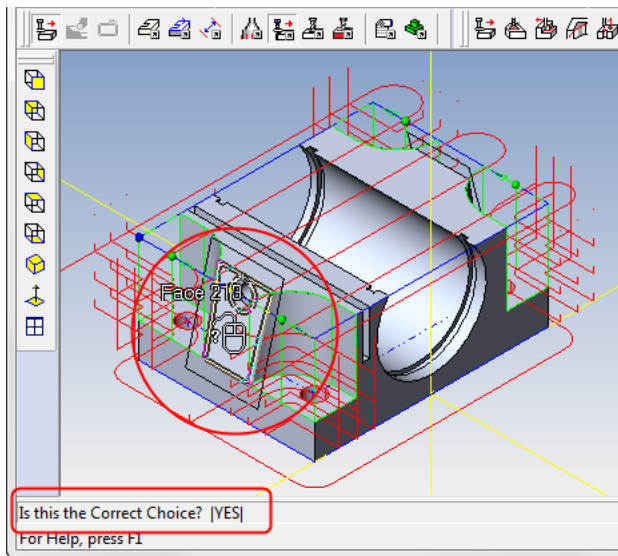 Face 218
?
Is this the Correct Choice? |YES|
For Help, press F1